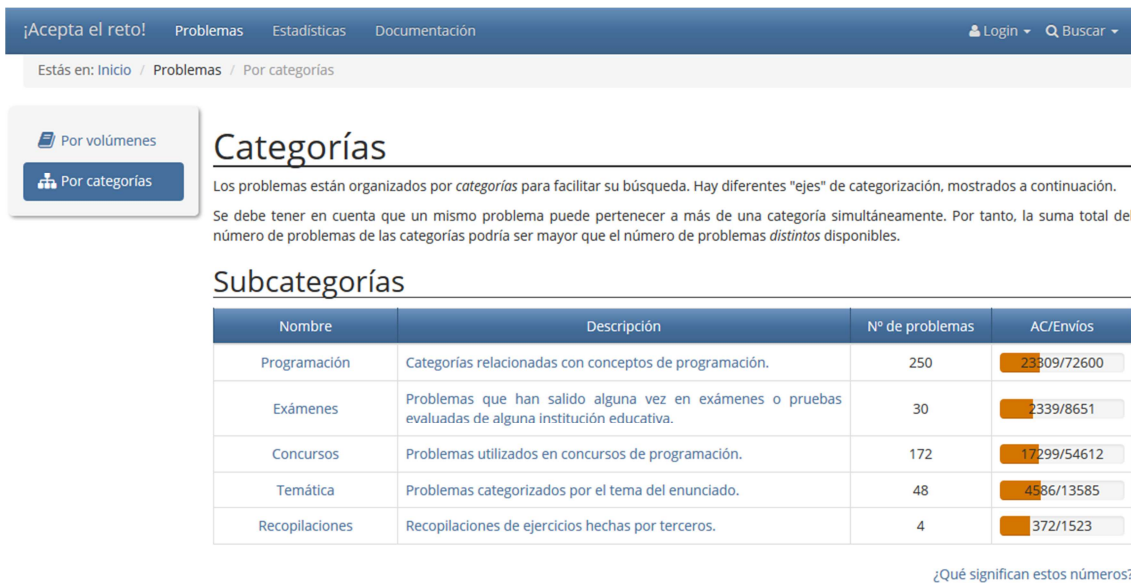 ¡Acepta el reto! Problemas Estadísticas Documentación Login Buscar
Estás en: Inicio / Problemas / Por categorías
Por volúmenes
Por categorías
Categorías
Los problemas están organizados por categorías para facilitar su búsqueda. Hay diferentes "ejes" de categorización, mostrados a continuación.
Se debe tener en cuenta que un mismo problema puede pertenecer a más de una categoría simultáneamente. Por tanto, la suma total del
número de problemas de las categorías podría ser mayor que el número de problemas distintos disponibles.
Subcategorías
Nombre Descripción Nº de problemas AC/Envíos
Programación Categorías relacionadas con conceptos de programación. 250 23309/72600
Exámenes Problemas que han salido alguna vez en exámenes o pruebas
evaluadas de alguna institución educativa. 30 2339/8651
Concursos Problemas utilizados en concursos de programación. 172 17299/54612
Temática Problemas categorizados por el tema del enunciado. 48 4586/13585
Recopilaciones Recopilaciones de ejercicios hechas por terceros. 4 372/1523
¿Qué significan estos números?